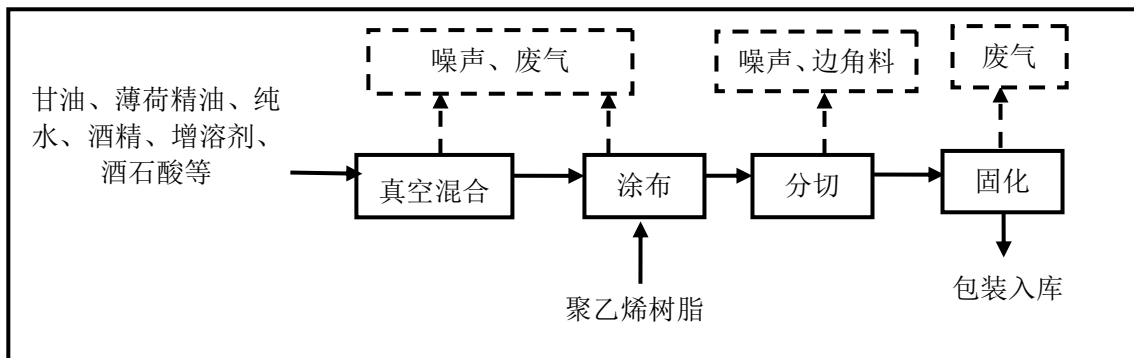 噪声、废气
噪声、边角料
废气
甘油、薄荷精油、纯
水、酒精、增溶剂、
酒石酸等
真空混合
涂布
分切
固化
聚乙烯树脂
包装入库